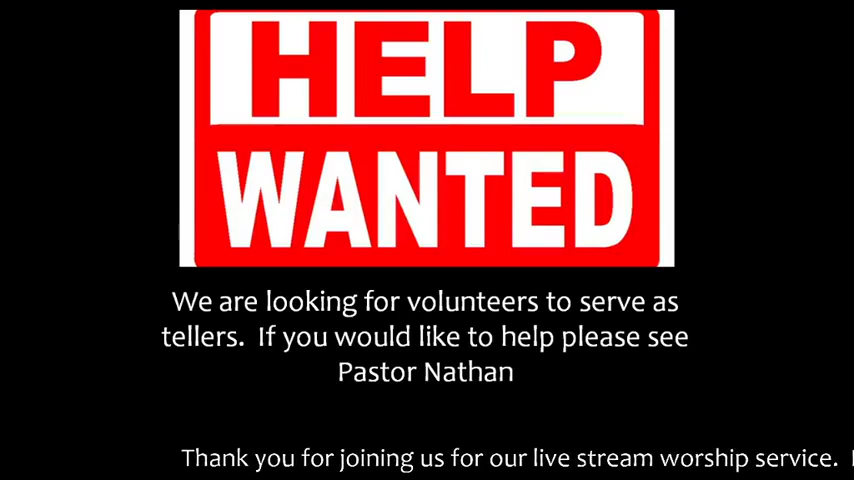 HELP
WANTED
We are looking for volunteers to serve as
tellers.  If you would like to help please see
Pastor Nathan
Thank you for joining us for our live stream worship service.